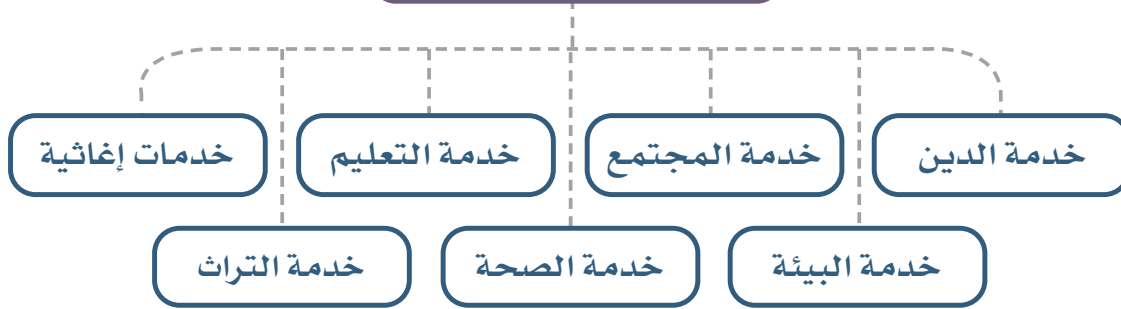 خدمة الدين
خدمة المجتمع
خدمة التعليم
خدمات إغاثية
خدمة البيئة
خدمة الصحة
خدمة التراث